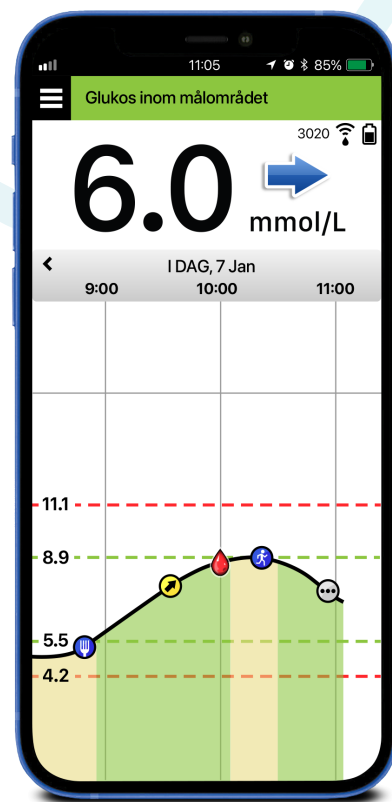 11:05
85%
Glukos inom målområdet
3020
6.0
mmol/L
I DAG, 7 Jan
9:00 10:00 11:00
11.1
8.9
5.5
4.2